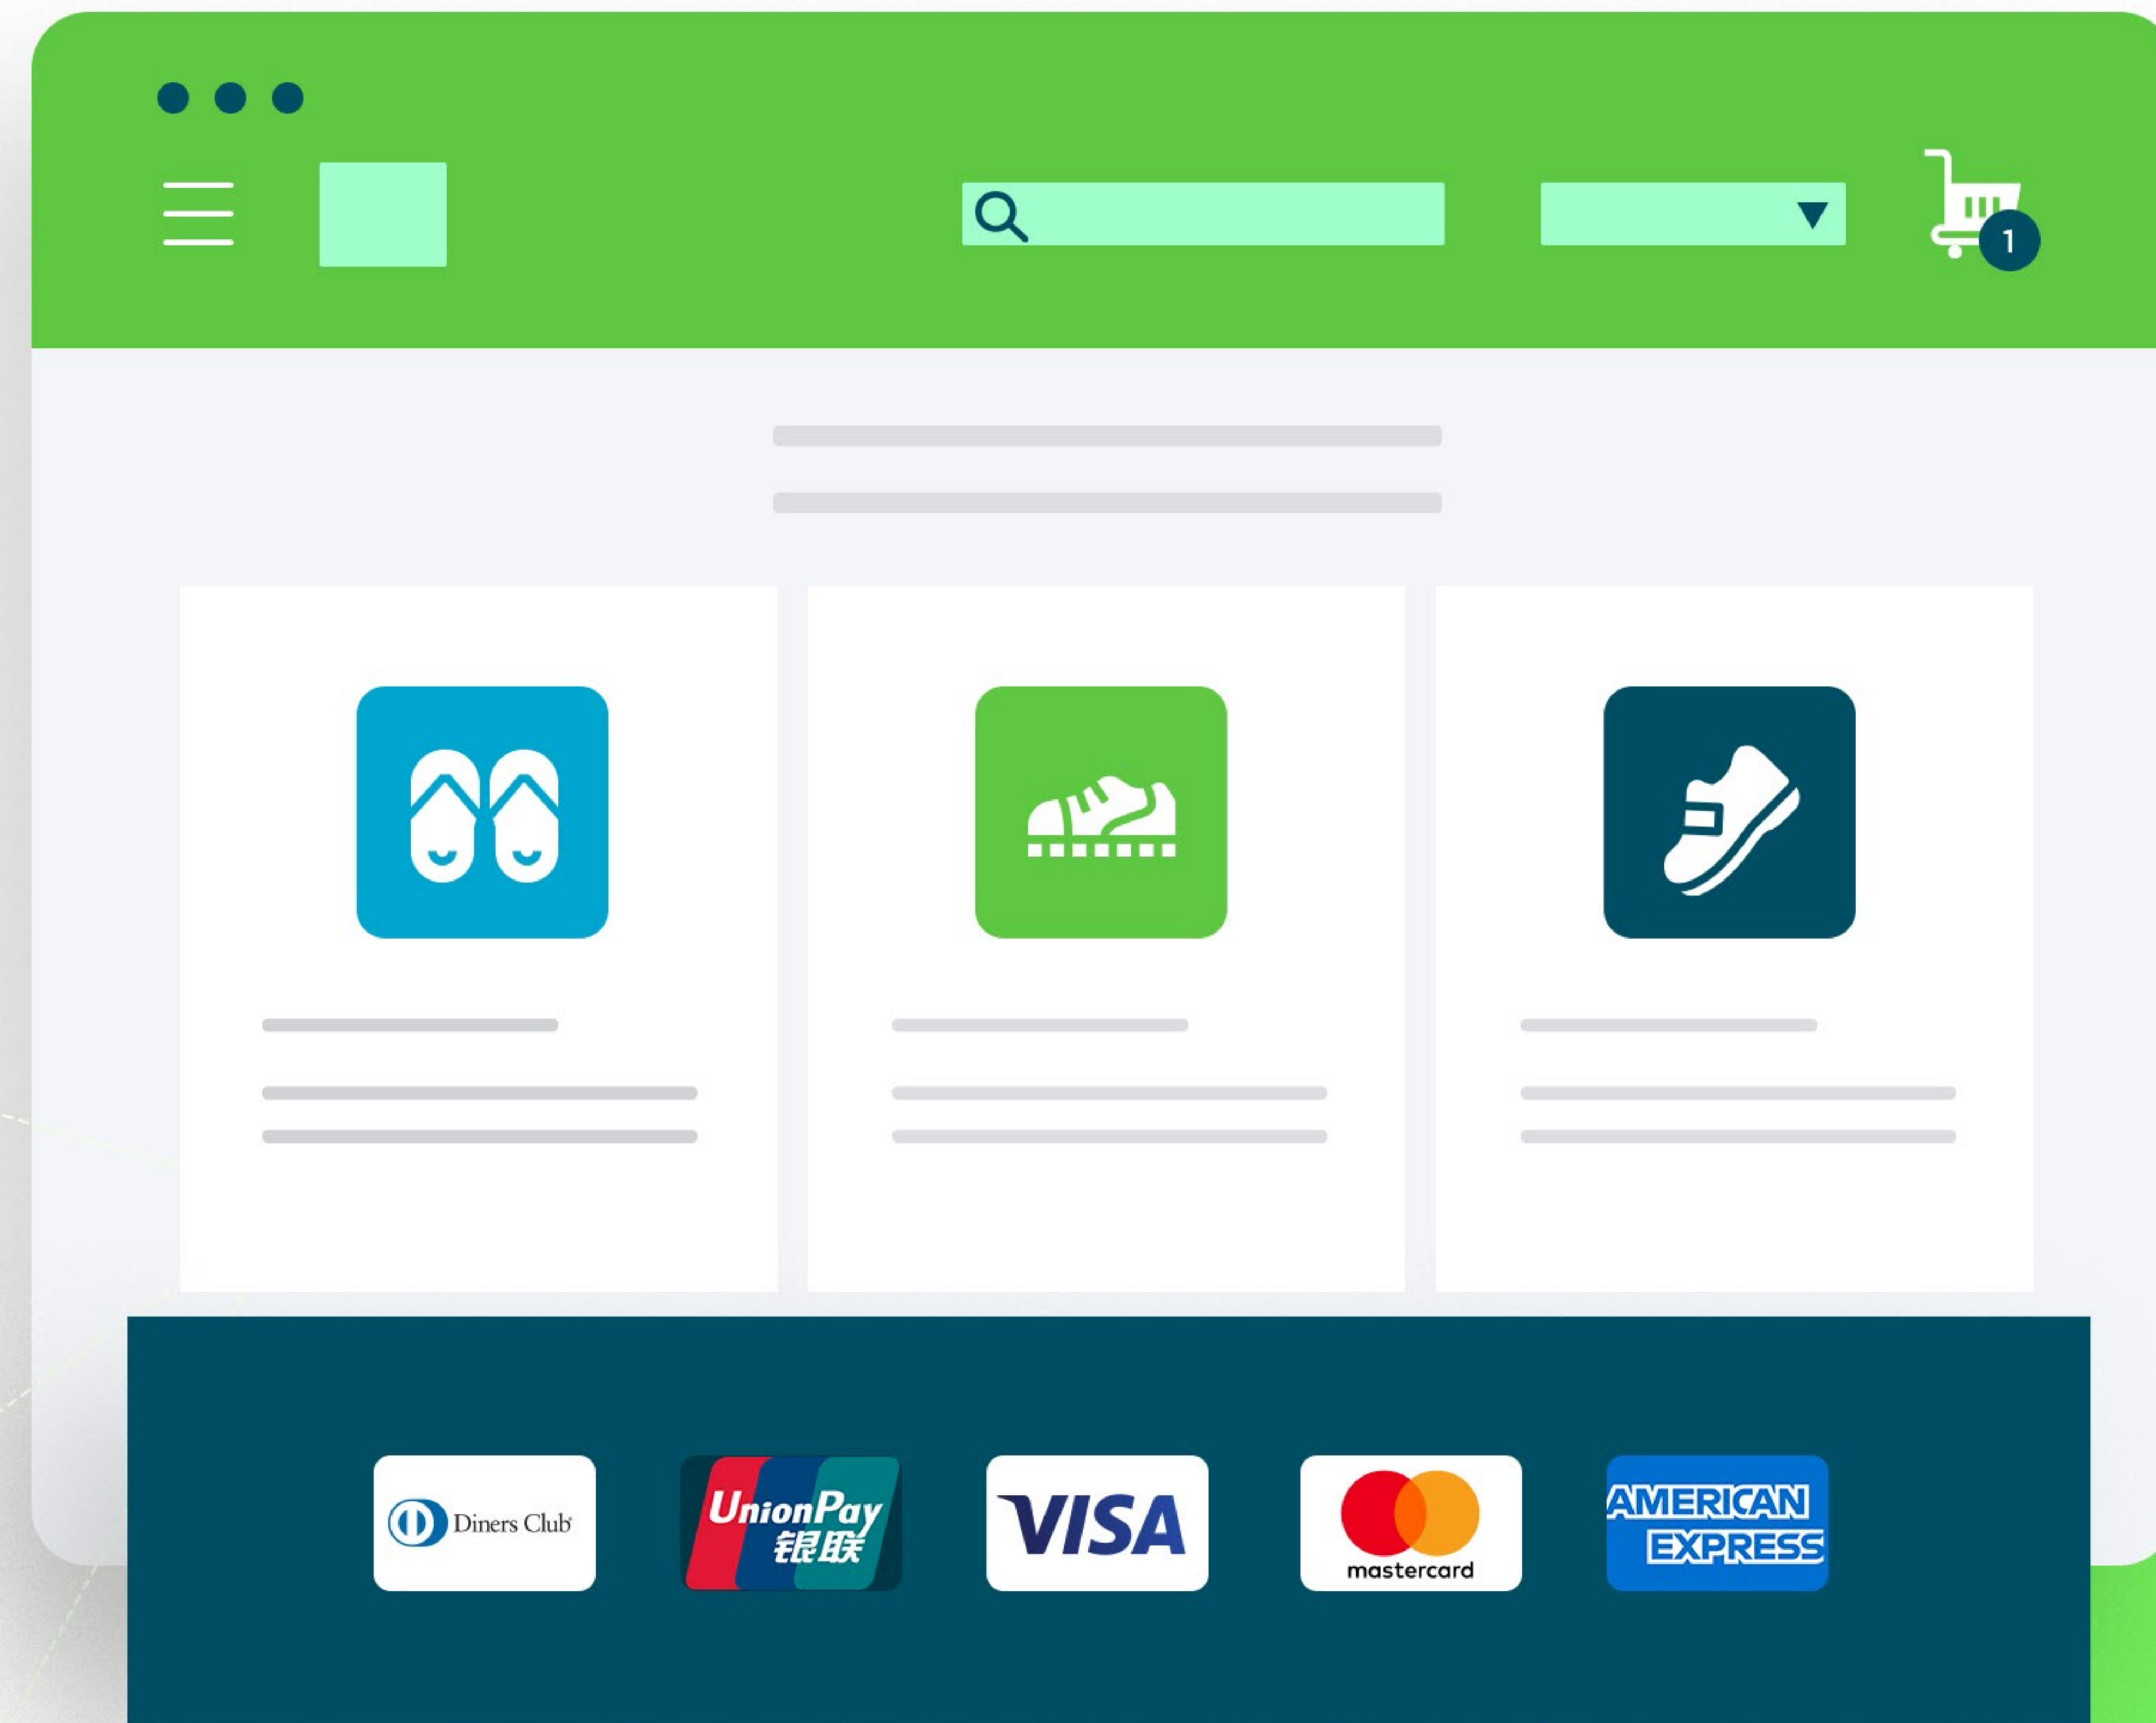 1
Diners Club
UnionPay
银联
VISA
mastercard
AMERICAN
EXPRESS